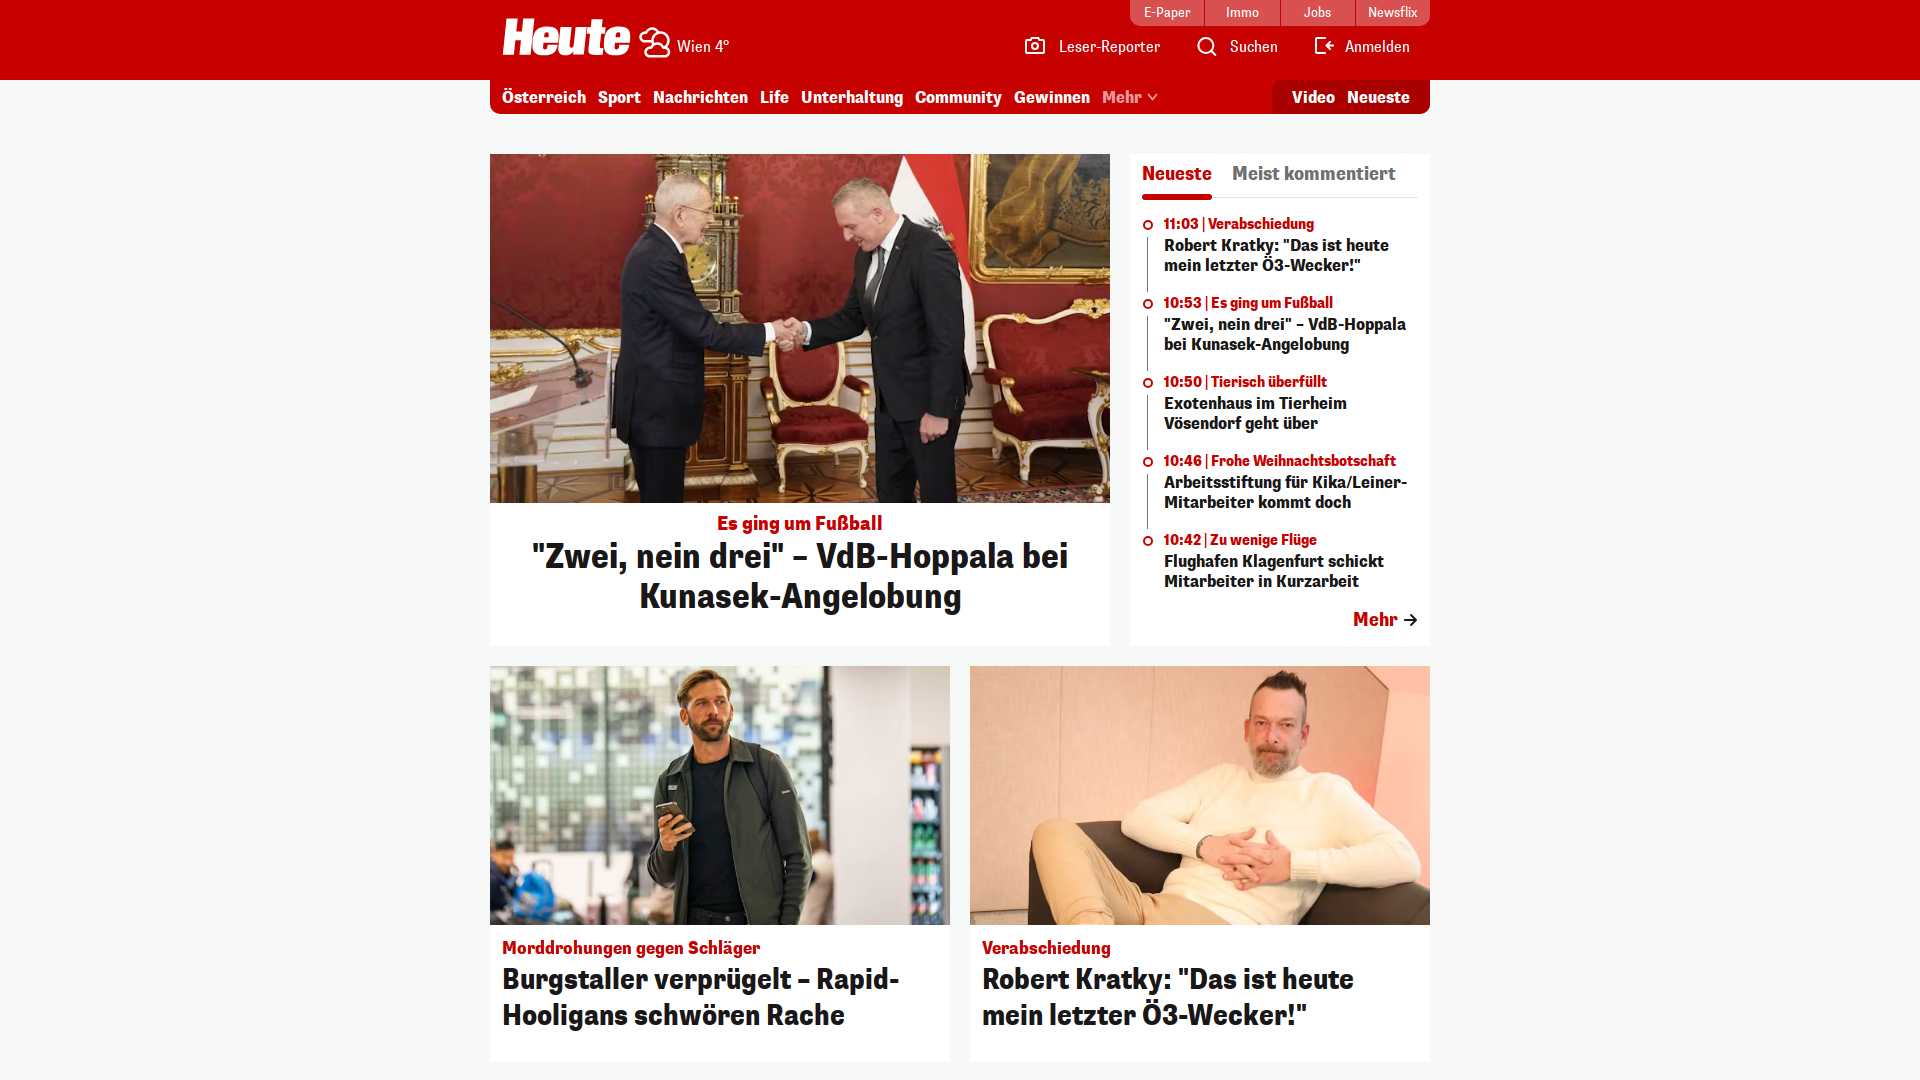 E-Paper
Immo
Jobs
Newsflix
Heute
Wien 4°
Leser-Reporter
Suchen
Anmelden
Österreich
Sport
Nachrichten
Life
Unterhaltung
Community
Gewinnen
Mehr
Video
Neueste
Es ging um Fußball
"Zwei, nein drei" – VdB-Hoppala bei
Kunasek-Angelobung
Neueste
Meist kommentiert
11:03 | Verabschiedung
Robert Kratky: "Das ist heute
mein letzter Ö3-Wecker!"
10:53 | Es ging um Fußball
"Zwei, nein drei" – VdB-Hoppala
bei Kunasek-Angelobung
10:50 | Tierisch überfüllt
Exotenhaus im Tierheim
Vösendorf geht über
10:46 | Frohe Weihnachtsbotschaft
Arbeitsstiftung für Kika/Leiner-
Mitarbeiter kommt doch
10:42 | Zu wenige Flüge
Flughafen Klagenfurt schickt
Mitarbeiter in Kurzarbeit
Mehr
Morddrohungen gegen Schläger
Burgstaller verprügelt – Rapid-
Hooligans schwören Rache
Verabschiedung
Robert Kratky: "Das ist heute
mein letzter Ö3-Wecker!"